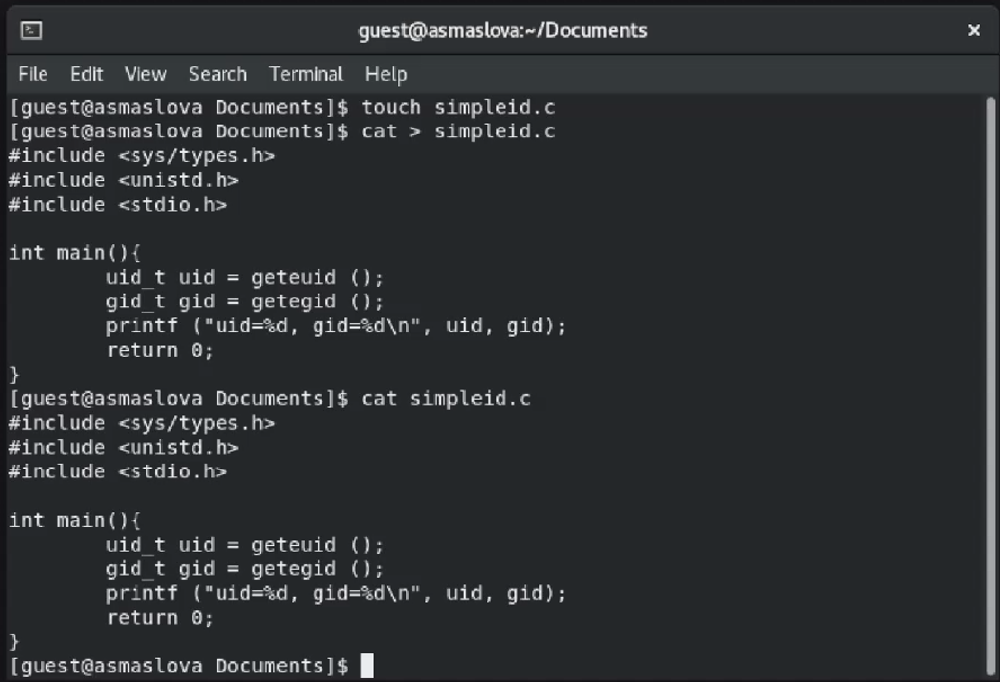 guest@asmaslova:~/Documents
File Edit View Search Terminal Help
[guest@asmaslova Documents]$ touch simpleid.c
[guest@asmaslova Documents]$ cat > simpleid.c
#include <sys/types.h>
#include <unistd.h>
#include <stdio.h>

int main(){
        uid_t uid = geteuid ();
        gid_t gid = getegid ();
        printf ("uid=%d, gid=%d\n", uid, gid);
        return 0;
}
[guest@asmaslova Documents]$ cat simpleid.c
#include <sys/types.h>
#include <unistd.h>
#include <stdio.h>

int main(){
        uid_t uid = geteuid ();
        gid_t gid = getegid ();
        printf ("uid=%d, gid=%d\n", uid, gid);
        return 0;
}
[guest@asmaslova Documents]$